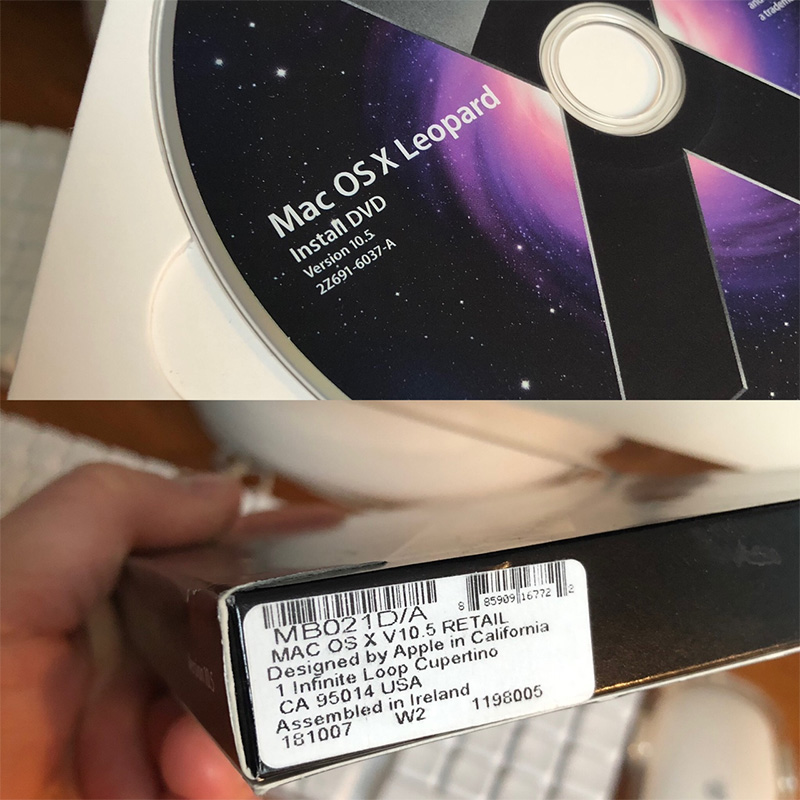 and
a tradem
Mac OS X Leopard
Install DVD
Version 10.5
2Z691-6037-A
8 85909 16772 2
MB021D/A
MAC OS X V10.5 RETAIL
Designed by Apple in California
1 Infinite Loop Cupertino
CA 95014 USA
Assembled in Ireland
181007 W2 1198005